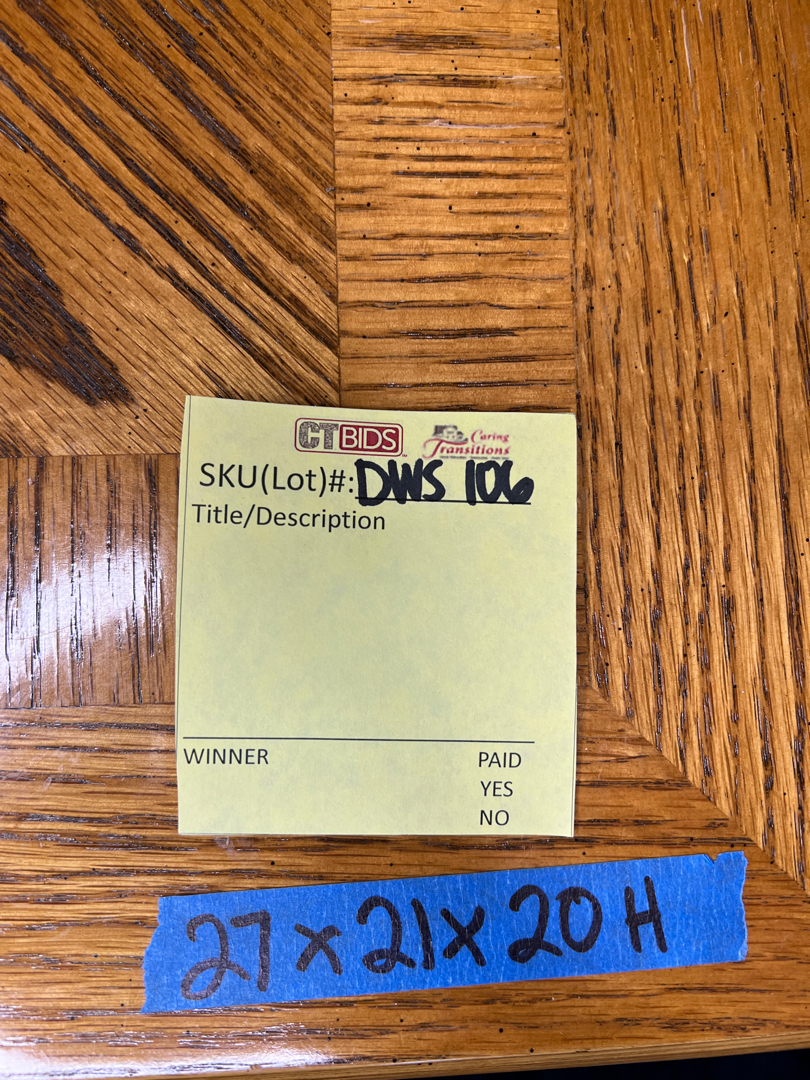 CTBIDS
Caring
Transitions
SKU(Lot)#: DWS 106
Title/Description
WINNER
PAID
YES
NO
27 x 21 x 20 H